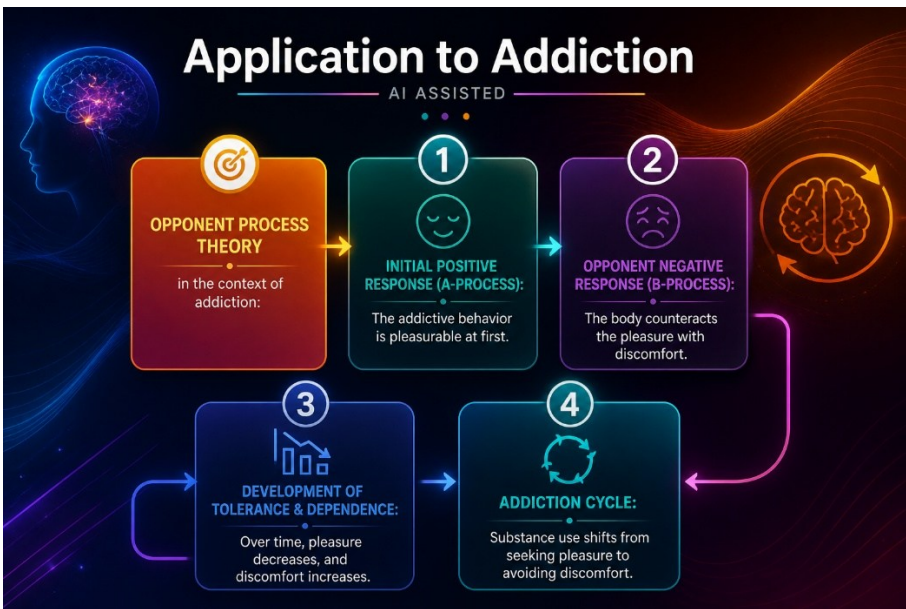 Application to Addiction
AI ASSISTED
OPPONENT PROCESS
THEORY
in the context of
addiction:
1
INITIAL POSITIVE
RESPONSE (A-PROCESS):
The addictive behavior
is pleasurable at first.
2
OPPONENT NEGATIVE
RESPONSE (B-PROCESS):
The body counteracts
the pleasure with
discomfort.
3
DEVELOPMENT OF
TOLERANCE & DEPENDENCE:
Over time, pleasure
decreases, and
discomfort increases.
4
ADDICTION CYCLE:
Substance use shifts from
seeking pleasure to
avoiding discomfort.